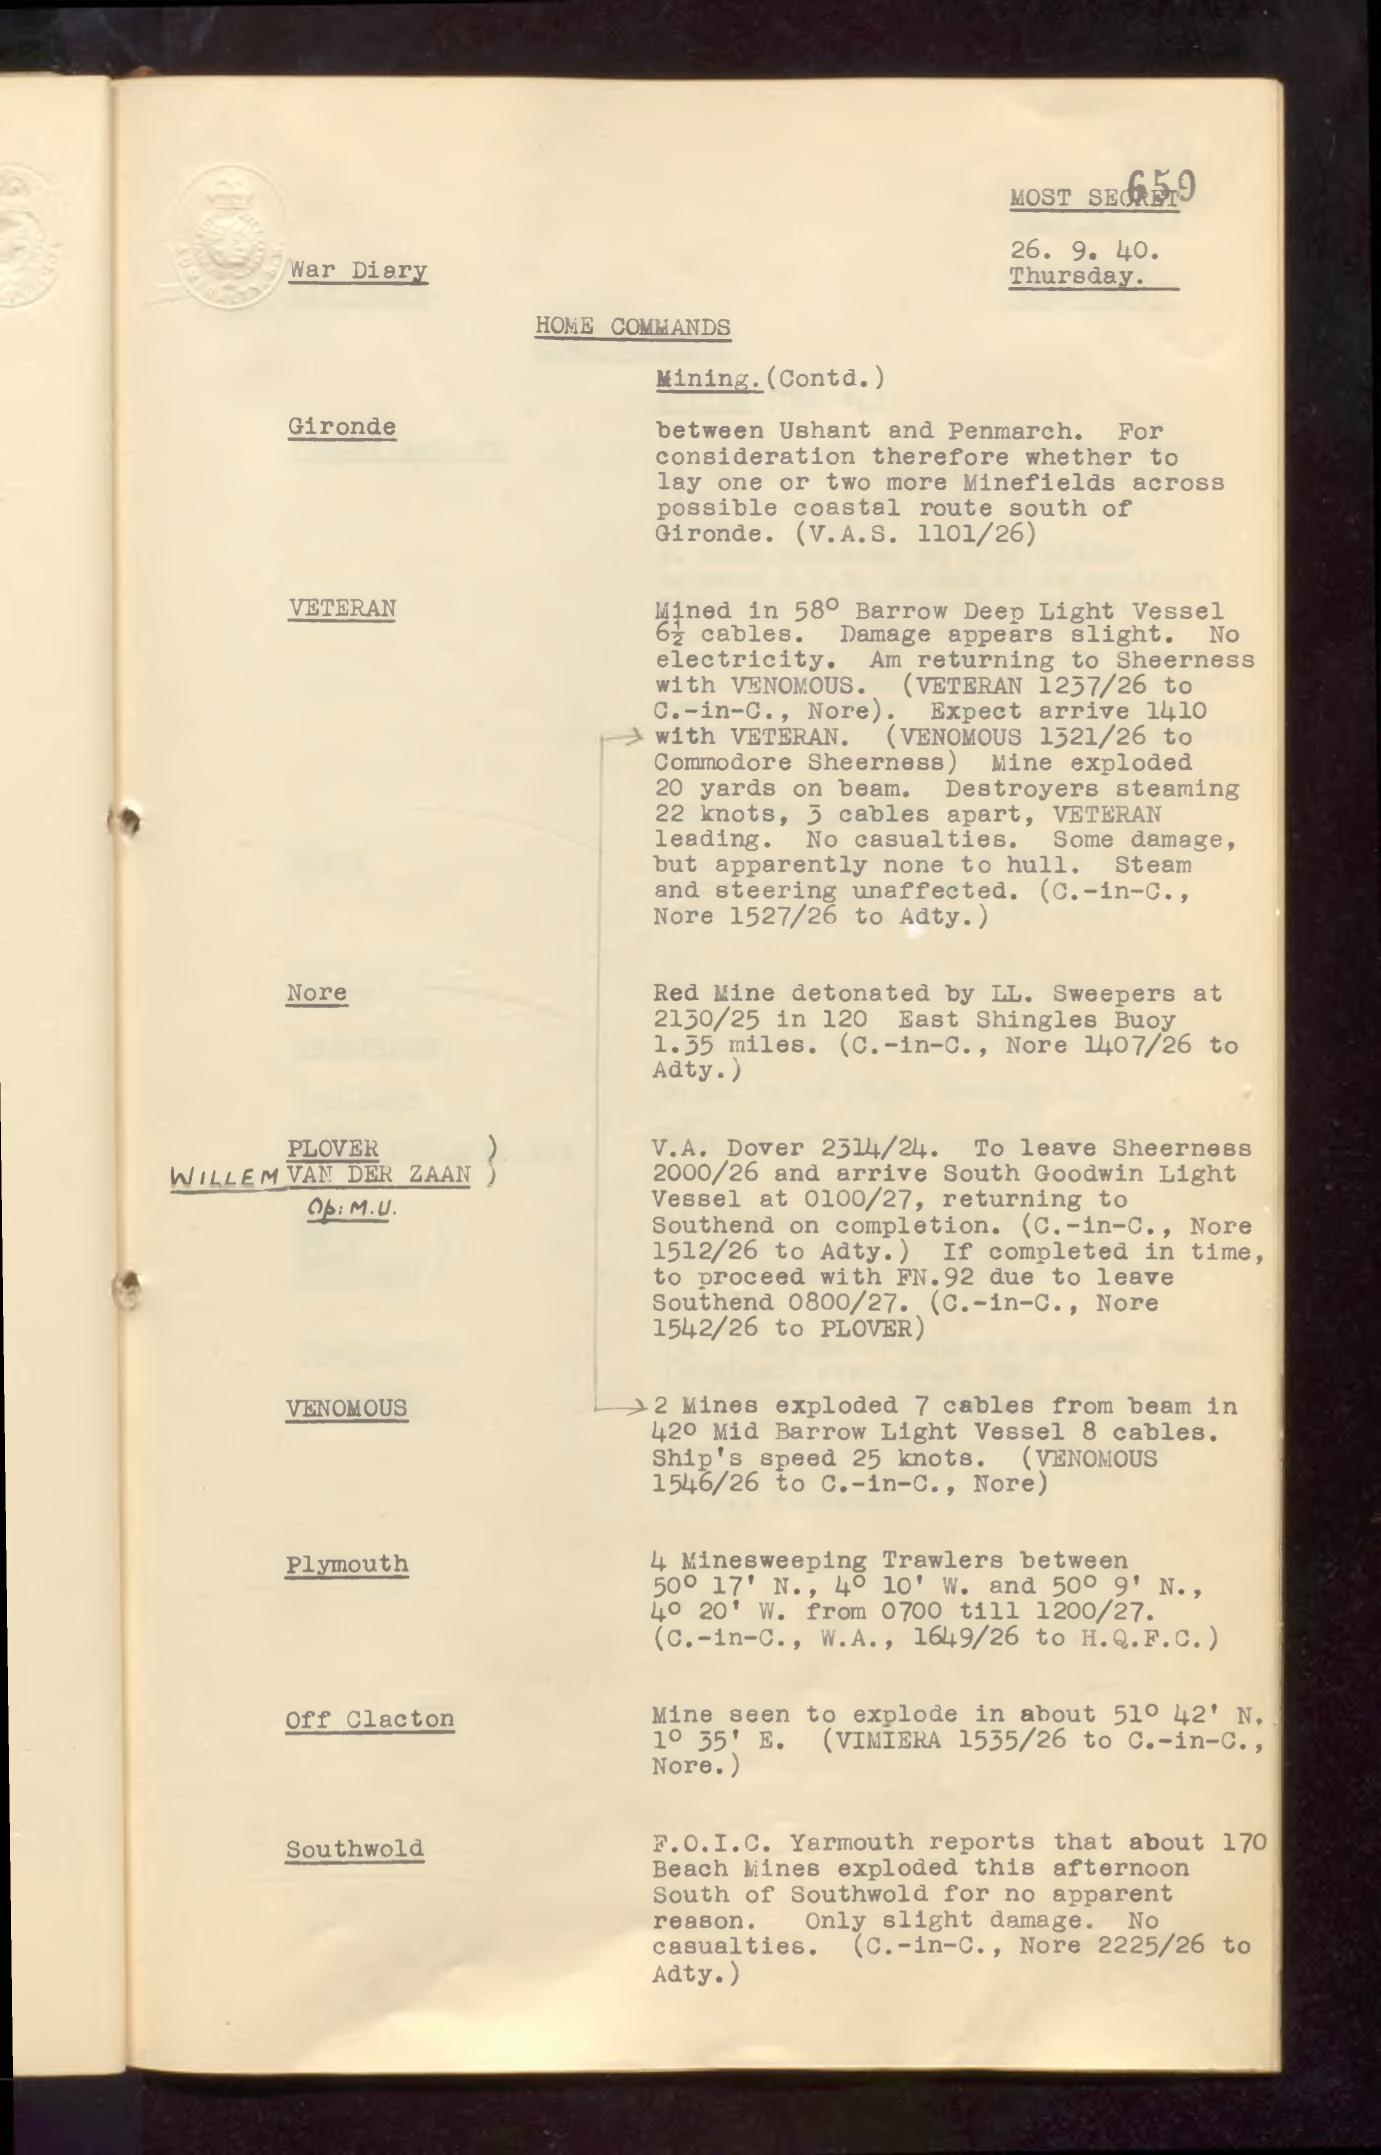 659
MOST SECRET
26. 9. 40.
Thursday.
War Diary
HOME COMMANDS
Mining.(Contd.)
Gironde
between Ushant and Penmarch. For
consideration therefore whether to
lay one or two more Minefields across
possible coastal route south of
Gironde. (V.A.S. 1101/26)
VETERAN
Mined in 58° Barrow Deep Light Vessel
6½ cables. Damage appears slight. No
electricity. Am returning to Sheerness
with VENOMOUS. (VETERAN 1237/26 to
C.-in-C., Nore). Expect arrive 1410
with VETERAN. (VENOMOUS 1321/26 to
Commodore Sheerness) Mine exploded
20 yards on beam. Destroyers steaming
22 knots, 3 cables apart, VETERAN
leading. No casualties. Some damage,
but apparently none to hull. Steam
and steering unaffected. (C.-in-C.,
Nore 1527/26 to Adty.)
Nore
Red Mine detonated by LL. Sweepers at
2130/25 in 120 East Shingles Buoy
1.35 miles. (C.-in-C., Nore 1407/26 to
Adty.)
PLOVER )
WILLEM VAN DER ZAAN )
Op: M.U.
V.A. Dover 2314/24. To leave Sheerness
2000/26 and arrive South Goodwin Light
Vessel at 0100/27, returning to
Southend on completion. (C.-in-C., Nore
1512/26 to Adty.) If completed in time,
to proceed with FN.92 due to leave
Southend 0800/27. (C.-in-C., Nore
1542/26 to PLOVER)
VENOMOUS
2 Mines exploded 7 cables from beam in
42° Mid Barrow Light Vessel 8 cables.
Ship's speed 25 knots. (VENOMOUS
1546/26 to C.-in-C., Nore)
Plymouth
4 Minesweeping Trawlers between
50° 17' N., 4° 10' W. and 50° 9' N.,
4° 20' W. from 0700 till 1200/27.
(C.-in-C., W.A., 1649/26 to H.Q.F.C.)
Off Clacton
Mine seen to explode in about 51° 42' N.
1° 35' E. (VIMIERA 1535/26 to C.-in-C.,
Nore.)
Southwold
F.O.I.C. Yarmouth reports that about 170
Beach Mines exploded this afternoon
South of Southwold for no apparent
reason. Only slight damage. No
casualties. (C.-in-C., Nore 2225/26 to
Adty.)